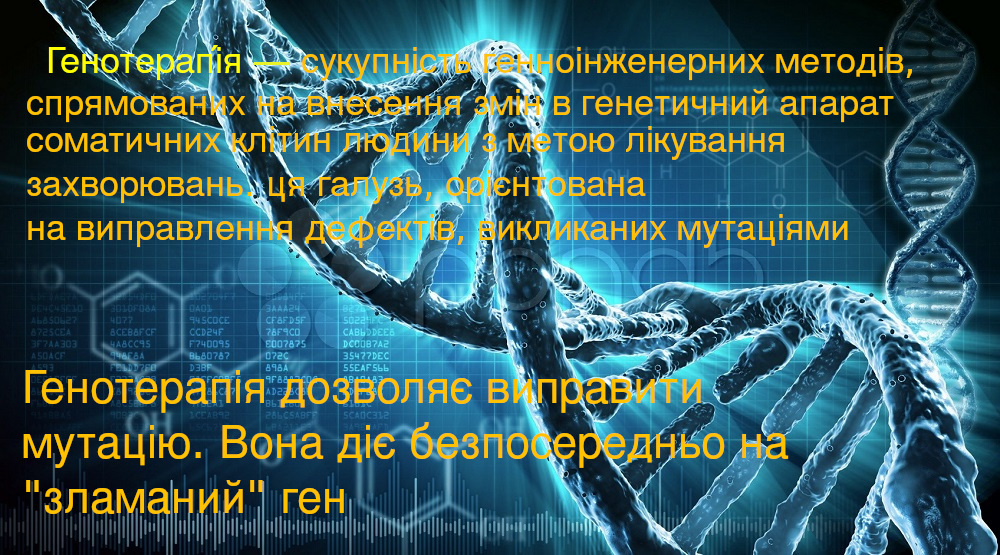 Генотерапі́я — сукупність генноінженерних методів,
спрямованих на внесення змін в генетичний апарат
соматичних клітин людини з метою лікування
захворювань. ця галузь, орієнтована
на виправлення дефектів, викликаних мутаціями
Генотерапія дозволяє виправити
мутацію. Вона діє безпосередньо на
"зламаний" ген